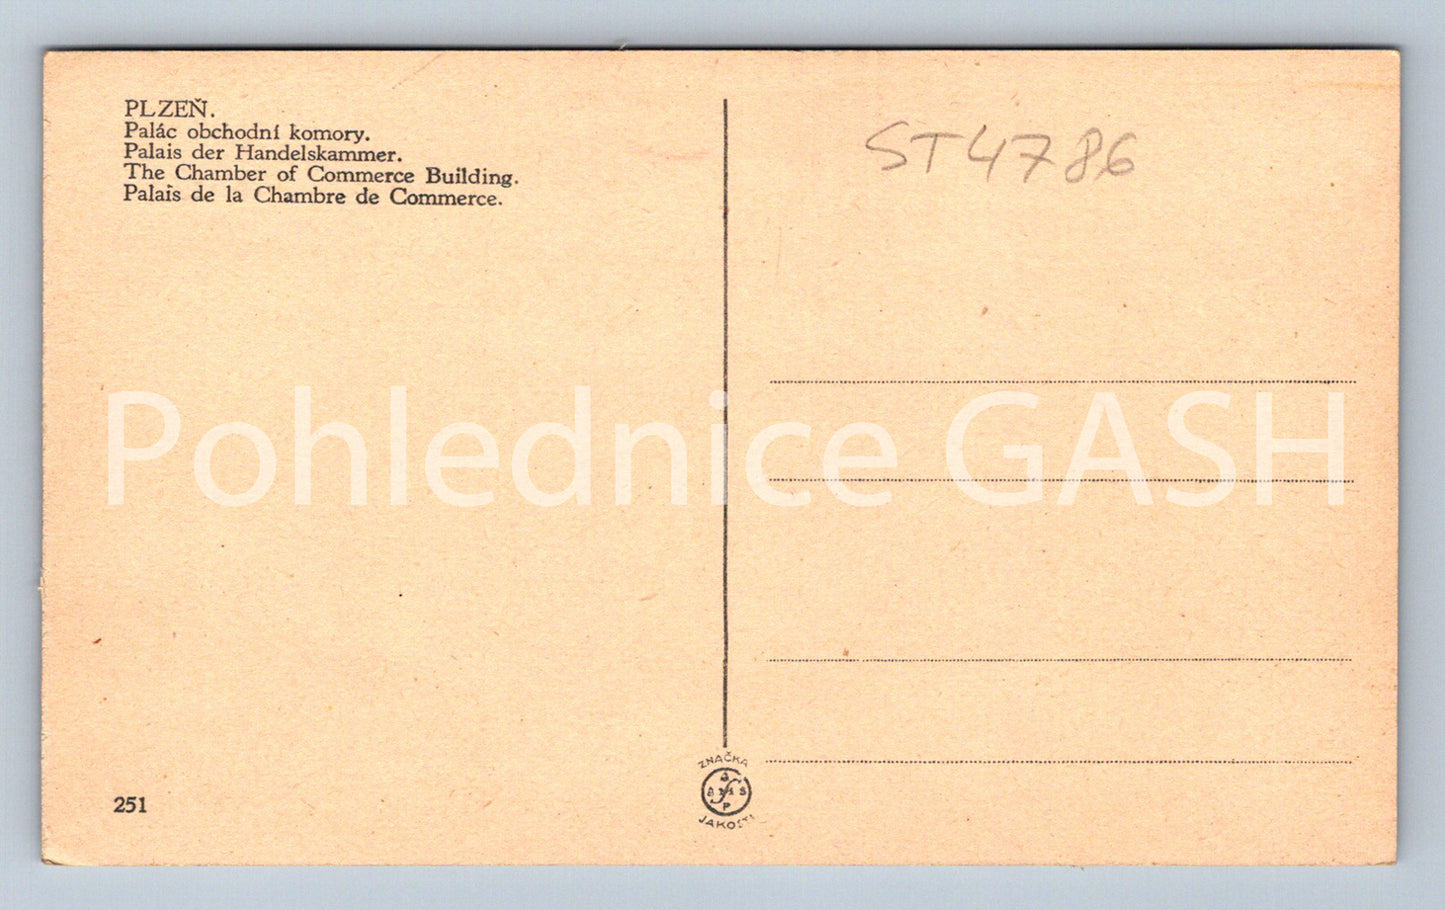 PLZEŇ.
Palác obchodní komory.
Palais der Handelskammer.
The Chamber of Commerce Building.
Palais de la Chambre de Commerce.
ST4786
Pohlednice GASH
251
ZNAČKA
JAKOSTI